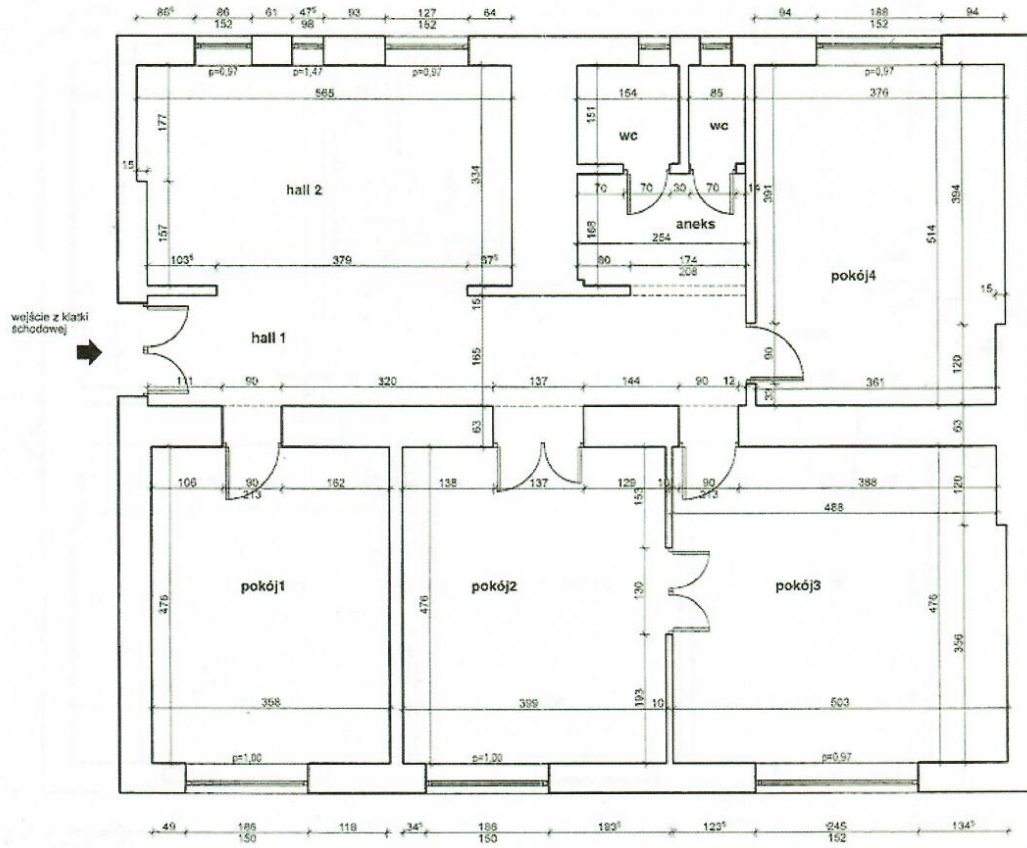 86⁵ 86 61 47⁵ 93 127 64 94 188 94
152 98 152 152
p=0,97 p=1,47 p=0,97 p=0,97
565 154 85 376
177 151 wc wc
15 334 391 394
hall 2 70 70 30 70 14
aneks 514
157 168 254
103⁵ 379 37⁵ 80 174 pokój4
208
15 15
wejście z klatki
schodowej
hall 1 165 90 120
111 90 320 137 144 90 12 361
33
63 63
106 90 162 138 137 129 10 90 388 120
213 153 213
488
pokój1 pokój2 130 pokój3
476 476 476 356
193
358 399 10 503
p=1,00 p=1,00 p=0,97
49 186 118 34⁵ 186 183⁵ 123⁵ 245 134⁵
150 150 152